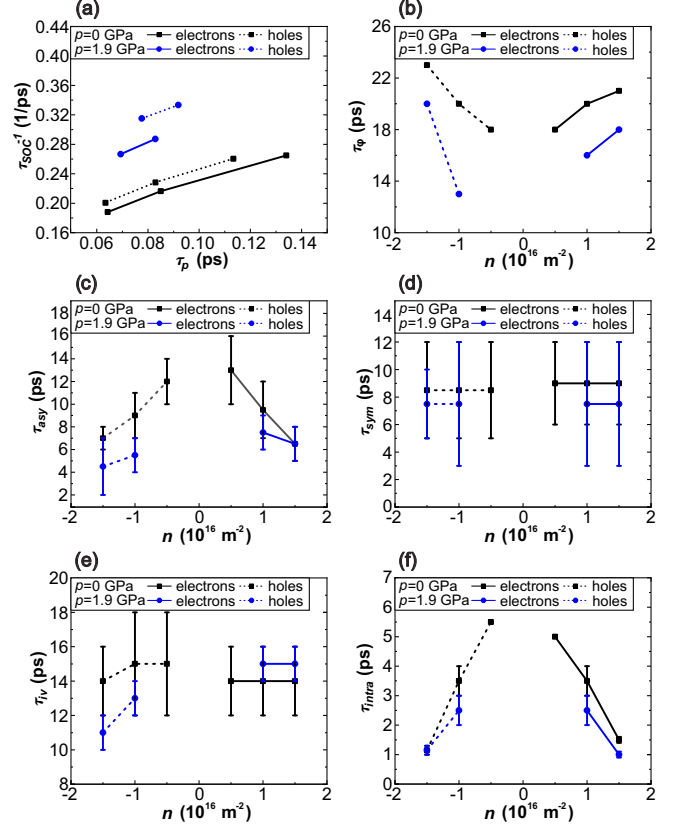 (a)
p=0 GPa electrons holes
p=1.9 GPa electrons holes
τSOC⁻¹ (1/ps)
0.44
0.40
0.36
0.32
0.28
0.24
0.20
0.16
0.06 0.08 0.10 0.12 0.14
τp (ps)
(b)
p=0 GPa electrons holes
p=1.9 GPa electrons holes
τφ (ps)
26
22
18
14
10
-2 -1 0 1 2
n (10¹⁶ m⁻²)
(c)
p=0 GPa electrons holes
p=1.9 GPa electrons holes
τasy (ps)
18
16
14
12
10
8
6
4
2
-2 -1 0 1 2
n (10¹⁶ m⁻²)
(d)
p=0 GPa electrons holes
p=1.9 GPa electrons holes
τsym (ps)
14
12
10
8
6
4
2
0
-2 -1 0 1 2
n (10¹⁶ m⁻²)
(e)
p=0 GPa electrons holes
p=1.9 GPa electrons holes
τiv (ps)
20
18
16
14
12
10
8
-2 -1 0 1 2
n (10¹⁶ m⁻²)
(f)
p=0 GPa electrons holes
p=1.9 GPa electrons holes
τintra (ps)
7
6
5
4
3
2
1
0
-2 -1 0 1 2
n (10¹⁶ m⁻²)